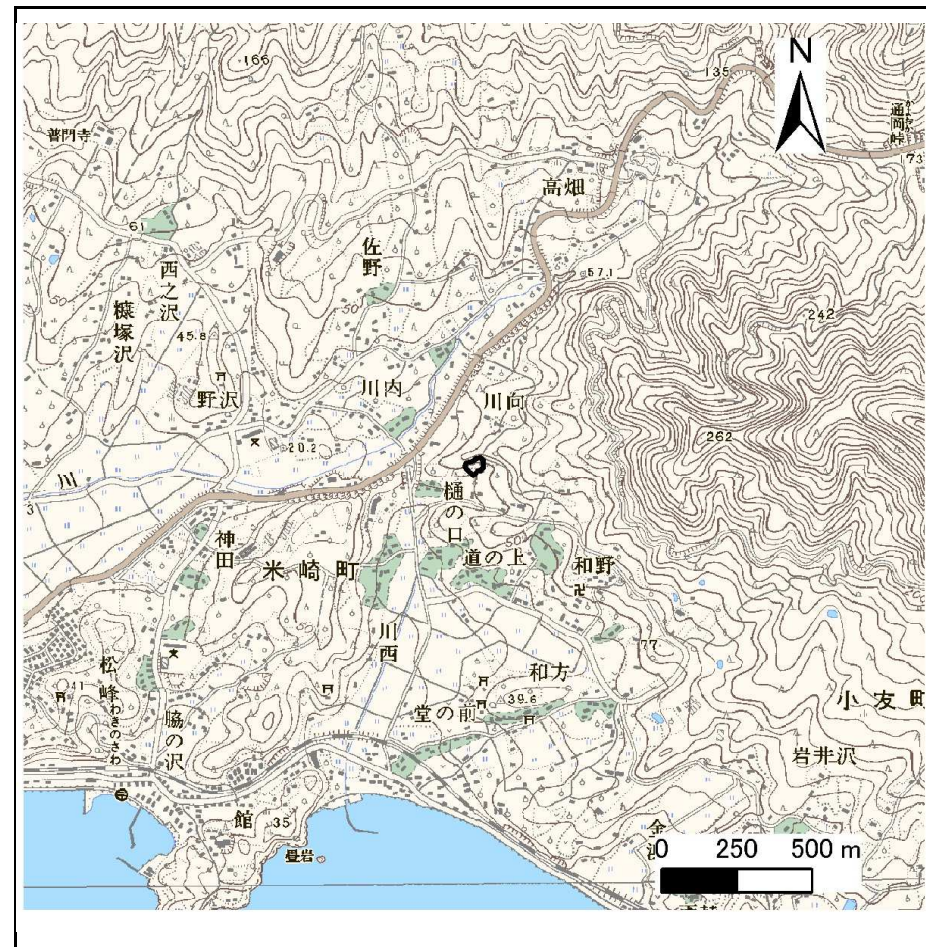 166
135
N
普門寺
通岡峠
173
高畑
61
佐野
西之沢
糠塚沢
57.1
242
45.8
川内
川向
野沢
20.2
262
川
3
樋の口
神田
米崎町
道の上
50
和野
川西
77
松峰
41
和方
わきのさわ
脇の沢
堂の前
39.6
小友町
岩井沢
館
35
畳岩
0 250 500 m